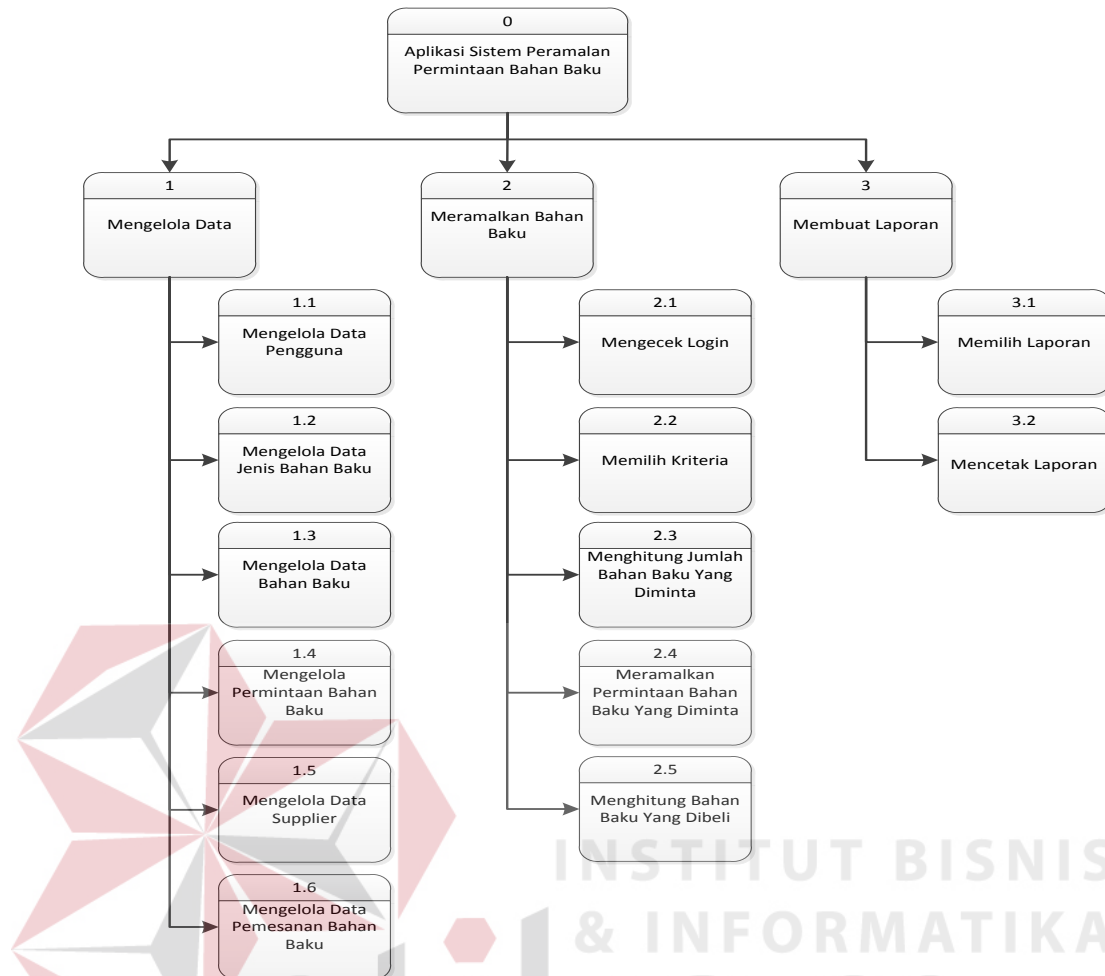 0
Aplikasi Sistem Peramalan
Permintaan Bahan Baku
1
Mengelola Data
2
Meramalkan Bahan
Baku
3
Membuat Laporan
1.1
Mengelola Data
Pengguna
1.2
Mengelola Data
Jenis Bahan Baku
1.3
Mengelola Data
Bahan Baku
1.4
Mengelola
Permintaan Bahan
Baku
1.5
Mengelola Data
Supplier
1.6
Mengelola Data
Pemesanan Bahan
Baku
2.1
Mengecek Login
2.2
Memilih Kriteria
2.3
Menghitung Jumlah
Bahan Baku Yang
Diminta
2.4
Meramalkan
Permintaan Bahan
Baku Yang Diminta
2.5
Menghitung Bahan
Baku Yang Dibeli
3.1
Memilih Laporan
3.2
Mencetak Laporan
INSTITUT BISNIS
& INFORMATIKA